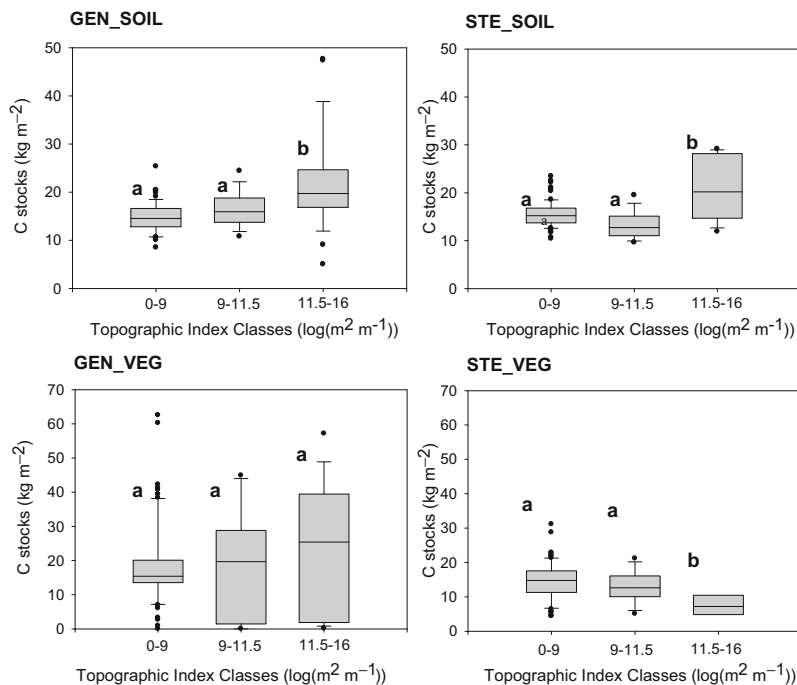 GEN_SOIL
C stocks (kg m−2)
50
40
30
20
10
0
a
a
b
0-9
9-11.5
11.5-16
Topographic Index Classes (log(m2 m-1))
STE_SOIL
C stocks (kg m−2)
50
40
30
20
10
0
a
a
a
b
0-9
9-11.5
11.5-16
Topographic Index Classes (log(m2 m-1))
GEN_VEG
C stocks (kg m−2)
70
60
50
40
30
20
10
0
a
a
a
0-9
9-11.5
11.5-16
Topographic Index Classes (log(m2 m−1))
STE_VEG
C stocks (kg m−2)
70
60
50
40
30
20
10
0
a
a
b
0-9
9-11.5
11.5-16
Topographic Index Classes (log(m2 m−1))